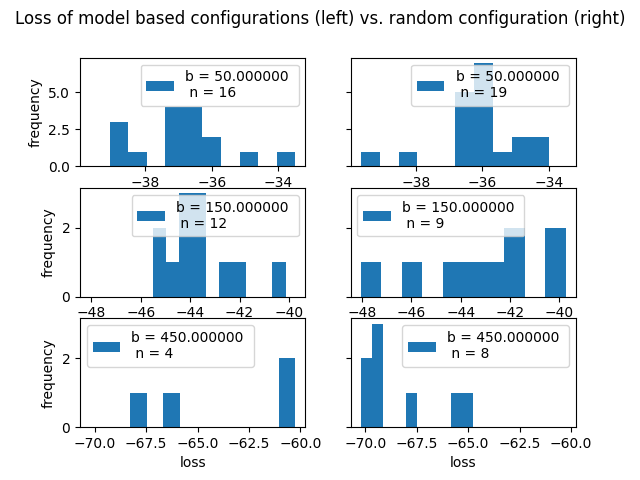 Loss of model based configurations (left) vs. random configuration (right)
frequency
5.0
2.5
0.0
b = 50.000000
n = 16
−38 −36 −34
b = 50.000000
n = 19
−38 −36 −34
frequency
2
0
b = 150.000000
n = 12
−48 −46 −44 −42 −40
b = 150.000000
n = 9
−48 −46 −44 −42 −40
frequency
2
0
b = 450.000000
n = 4
−70.0 −67.5 −65.0 −62.5 −60.0
loss
b = 450.000000
n = 8
−70.0 −67.5 −65.0 −62.5 −60.0
loss